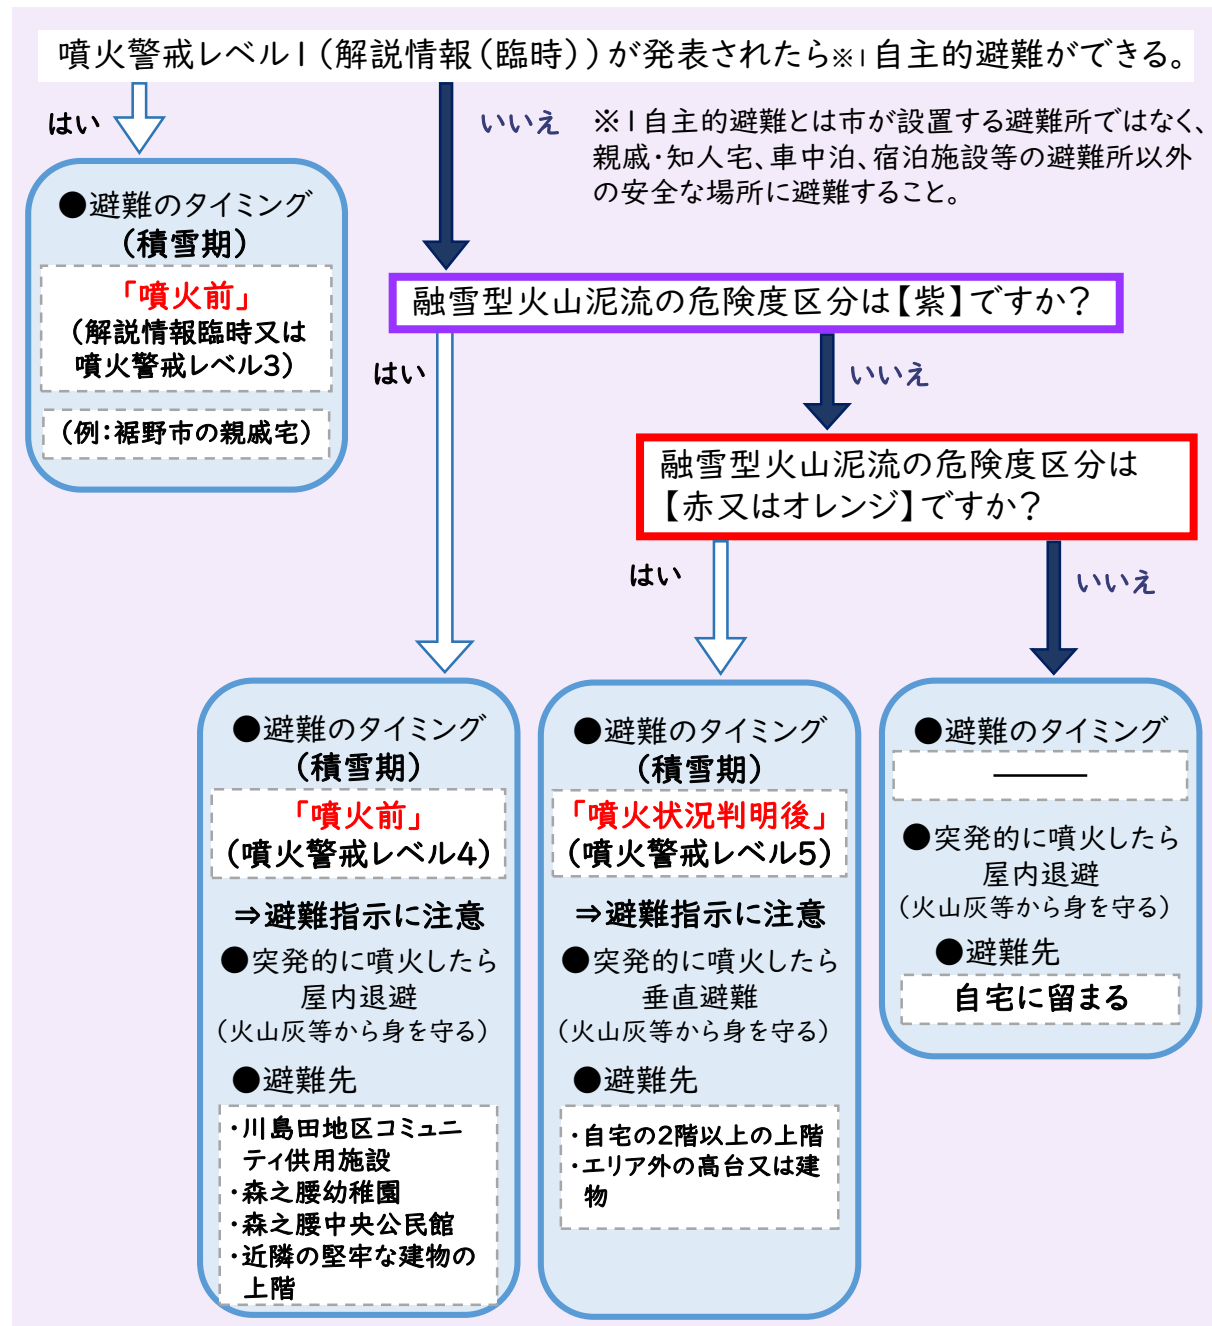 噴火警戒レベル1（解説情報（臨時））が発表されたら※1自主的避難ができる。
はい
いいえ
※1自主的避難とは市が設置する避難所ではなく、
親戚・知人宅、車中泊、宿泊施設等の避難所以外
の安全な場所に避難すること。
●避難のタイミング
（積雪期）
「噴火前」
（解説情報臨時又は
噴火警戒レベル3）
（例：裾野市の親戚宅）
融雪型火山泥流の危険度区分は【紫】ですか？
はい
いいえ
融雪型火山泥流の危険度区分は
【赤又はオレンジ】ですか？
はい
いいえ
●避難のタイミング
（積雪期）
「噴火前」
（噴火警戒レベル4）
⇒避難指示に注意
●突発的に噴火したら
屋内退避
（火山灰等から身を守る）
●避難先
・川島田地区コミュニ
ティ供用施設
・森之腰幼稚園
・森之腰中央公民館
・近隣の堅牢な建物の
上階
●避難のタイミング
（積雪期）
「噴火状況判明後」
（噴火警戒レベル5）
⇒避難指示に注意
●突発的に噴火したら
垂直避難
（火山灰等から身を守る）
●避難先
・自宅の2階以上の上階
・エリア外の高台又は建
物
●避難のタイミング
―――
●突発的に噴火したら
屋内退避
（火山灰等から身を守る）
●避難先
自宅に留まる